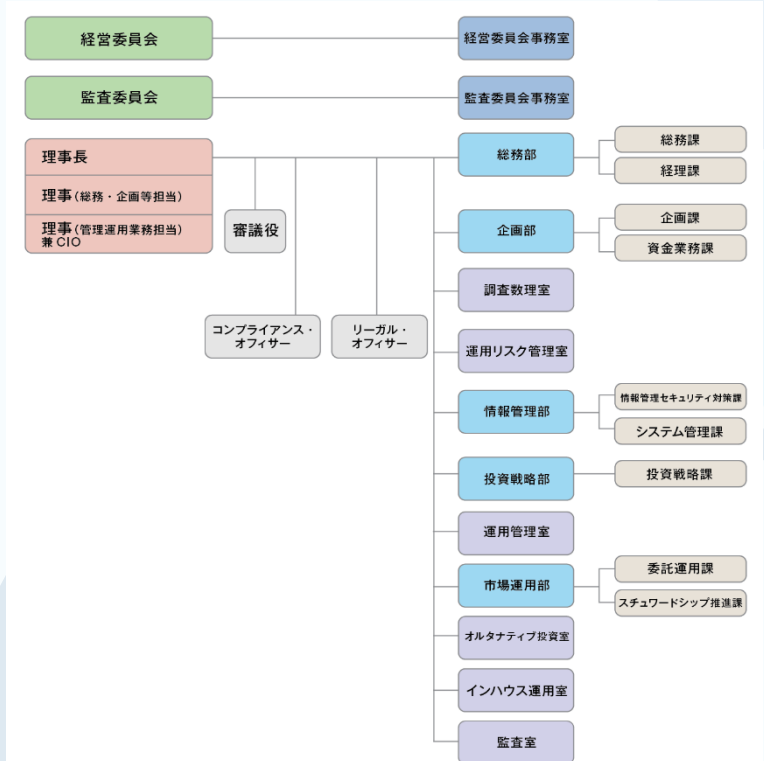 経営委員会
経営委員会事務室
監査委員会
監査委員会事務室
理事長
理事(総務・企画等担当)
理事(管理運用業務担当)
兼CIO
審議役
コンプライアンス・
オフィサー
リーガル・
オフィサー
総務部
総務課
経理課
企画部
企画課
資金業務課
調査数理室
運用リスク管理室
情報管理部
情報管理セキュリティ対策課
システム管理課
投資戦略部
投資戦略課
運用管理室
市場運用部
委託運用課
スチュワードシップ推進課
オルタナティブ投資室
インハウス運用室
監査室